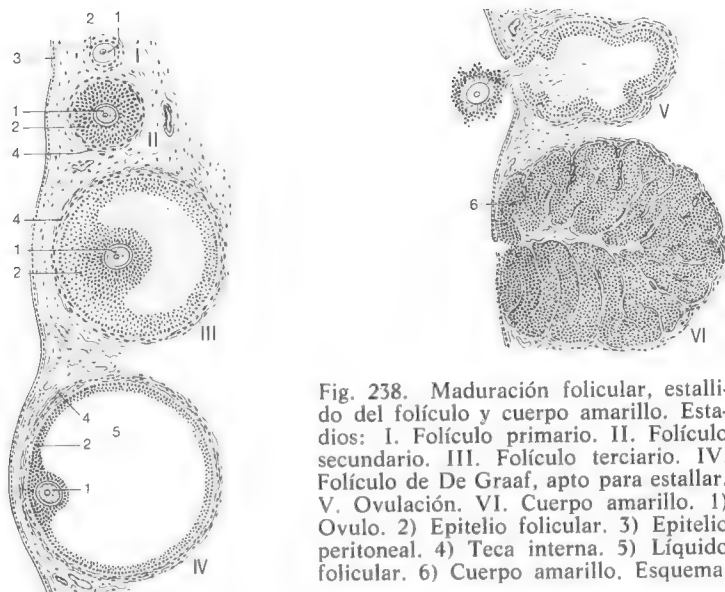 2 1
3
I
1
2
II
4
4
1
2
III
4
5
2
1
IV
V
6
VI
Fig. 238. Maduración folicular, estalli-
do del folículo y cuerpo amarillo. Esta-
dios: I. Folículo primario. II. Folículo
secundario. III. Folículo terciario. IV.
Folículo de De Graaf, apto para estallar.
V. Ovulación. VI. Cuerpo amarillo. 1)
Ovulo. 2) Epitelio folicular. 3) Epitelio
peritoneal. 4) Teca interna. 5) Líquido
folicular. 6) Cuerpo amarillo. Esquema.